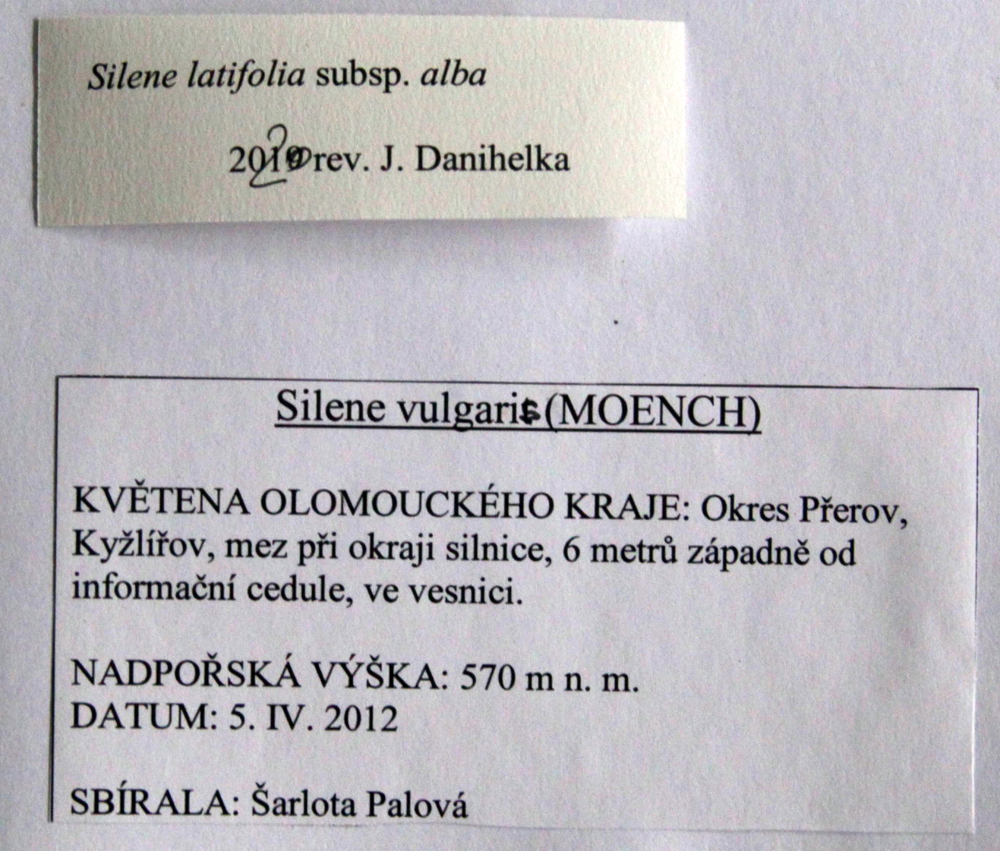 Silene latifolia subsp. alba
2020 rev. J. Danihelka
Silene vulgaris (MOENCH)
KVĚTENA OLOMOUCKÉHO KRAJE: Okres Přerov,
Kyžlířov, mez při okraji silnice, 6 metrů západně od
informační cedule, ve vesnici.
NADPOŘSKÁ VÝŠKA: 570 m n. m.
DATUM: 5. IV. 2012
SBÍRALA: Šarlota Palová